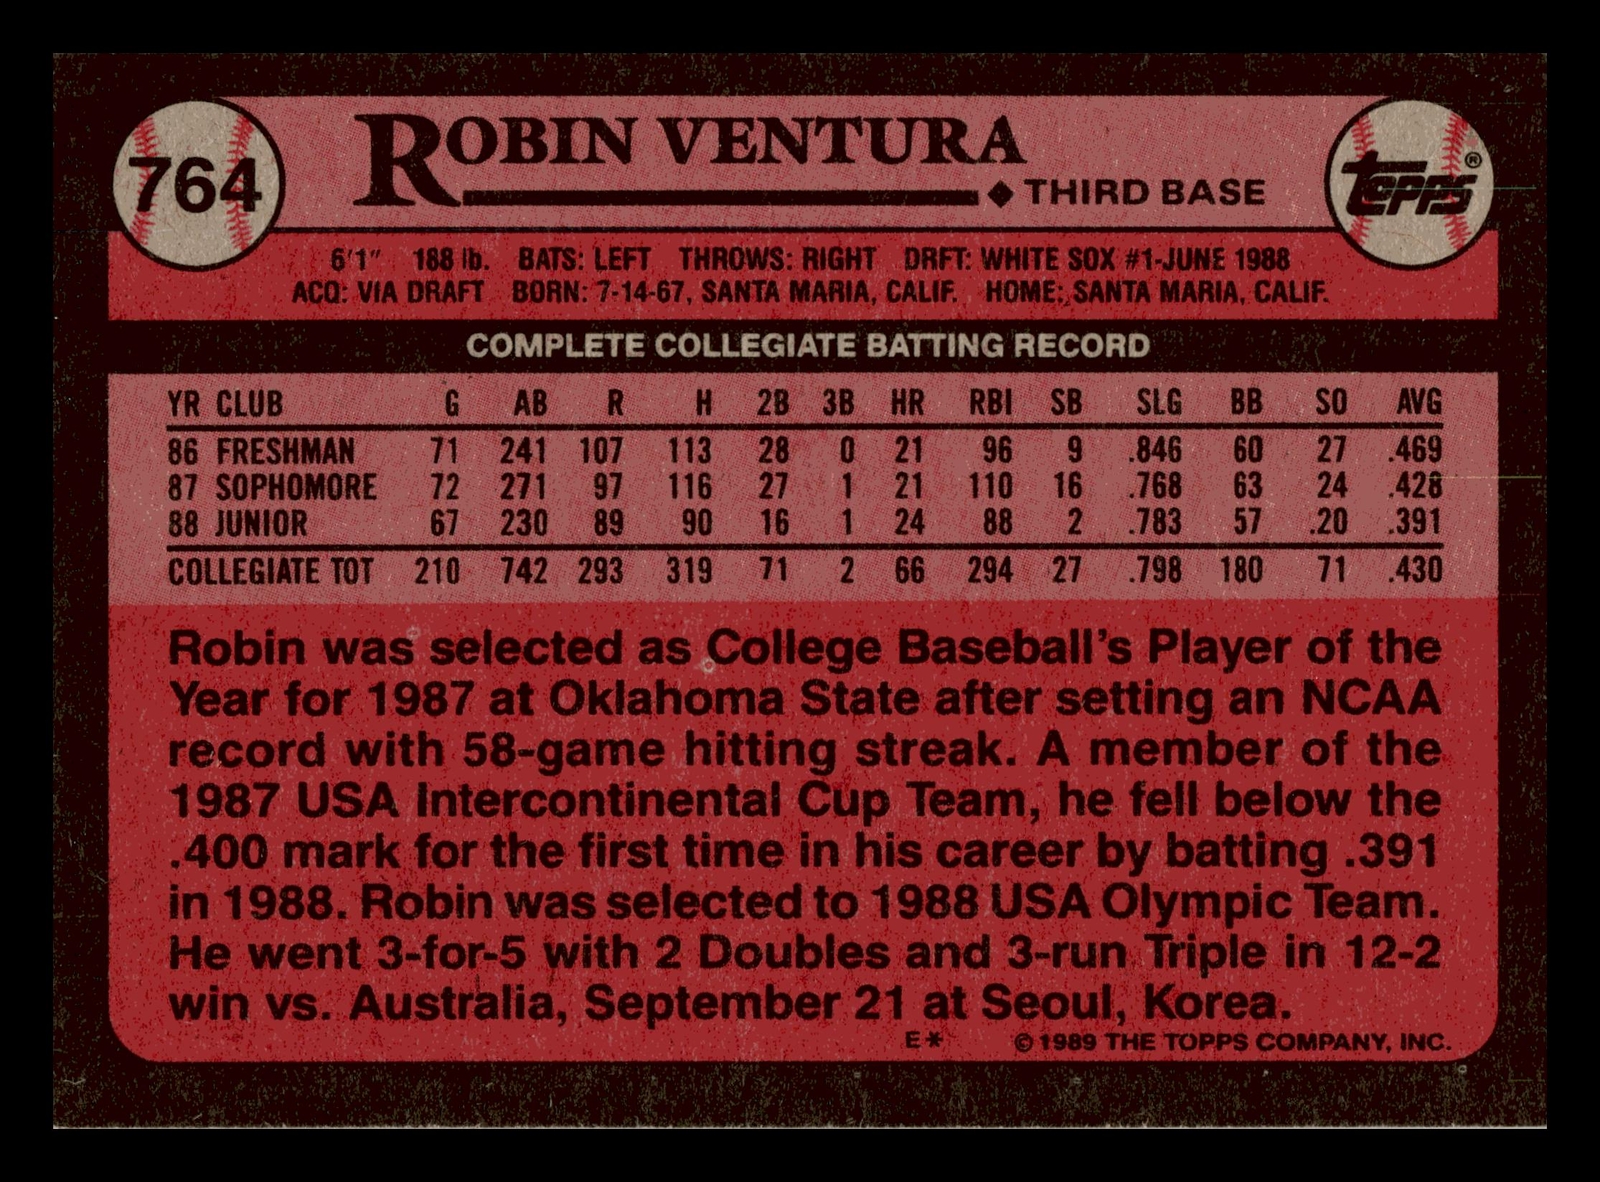 764
ROBIN VENTURA
THIRD BASE
TOPPS®
6'1" 188 lb. BATS: LEFT THROWS: RIGHT DRFT: WHITE SOX #1-JUNE 1988
ACQ: VIA DRAFT BORN: 7-14-67, SANTA MARIA, CALIF. HOME: SANTA MARIA, CALIF.
COMPLETE COLLEGIATE BATTING RECORD
YR CLUB G AB R H 2B 3B HR RBI SB SLG BB SO AVG
86 FRESHMAN 71 241 107 113 28 0 21 96 9 .846 60 27 .469
87 SOPHOMORE 72 271 97 116 27 1 21 110 16 .768 63 24 .428
88 JUNIOR 67 230 89 90 16 1 24 88 2 .783 57 .20 .391
COLLEGIATE TOT 210 742 293 319 71 2 66 294 27 .798 180 71 .430
Robin was selected as College Baseball's Player of the
Year for 1987 at Oklahoma State after setting an NCAA
record with 58-game hitting streak. A member of the
1987 USA Intercontinental Cup Team, he fell below the
.400 mark for the first time in his career by batting .391
in 1988. Robin was selected to 1988 USA Olympic Team.
He went 3-for-5 with 2 Doubles and 3-run Triple in 12-2
win vs. Australia, September 21 at Seoul, Korea.
E* © 1989 THE TOPPS COMPANY, INC.